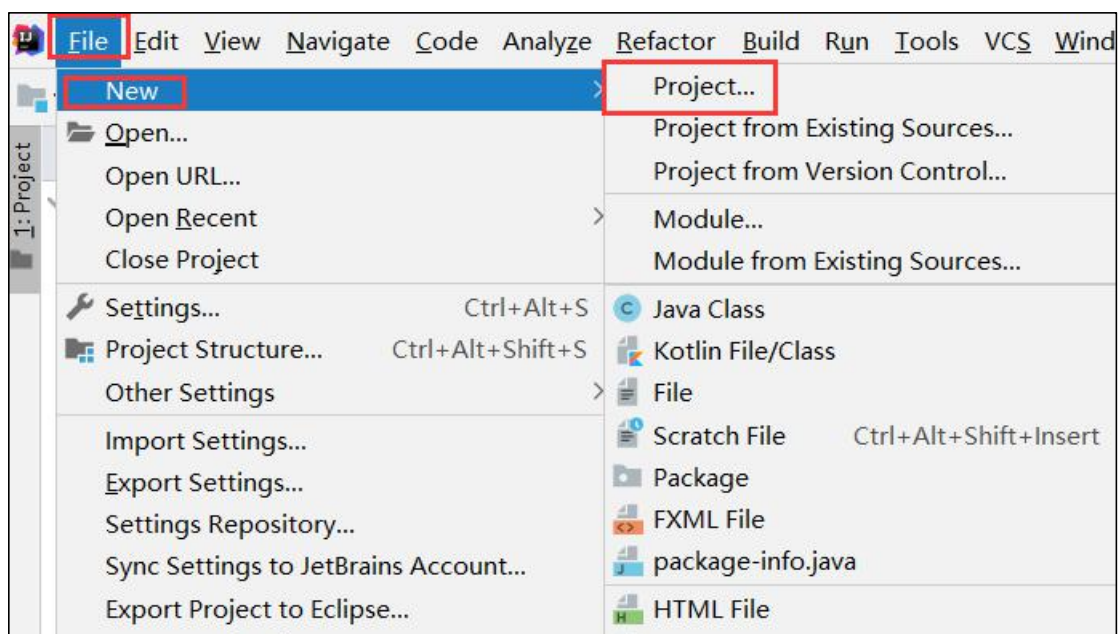 File Edit View Navigate Code Analyze Refactor Build Run Tools VCS Wind
New
Open...
Open URL...
Open Recent
Close Project
Settings... Ctrl+Alt+S
Project Structure... Ctrl+Alt+Shift+S
Other Settings
Import Settings...
Export Settings...
Settings Repository...
Sync Settings to JetBrains Account...
Export Project to Eclipse...
Project...
Project from Existing Sources...
Project from Version Control...
Module...
Module from Existing Sources...
Java Class
Kotlin File/Class
File
Scratch File Ctrl+Alt+Shift+Insert
Package
FXML File
package-info.java
HTML File
1: Project